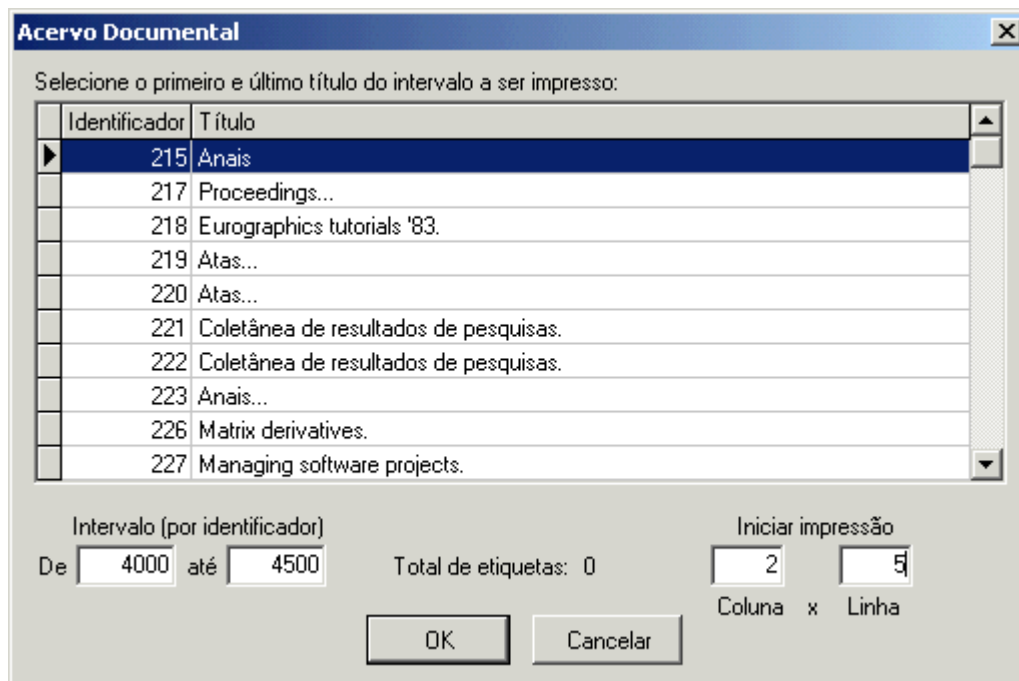 Acervo Documental
Selecione o primeiro e último título do intervalo a ser impresso:
Identificador Título
215 Anais
217 Proceedings...
218 Eurographics tutorials '83.
219 Atas...
220 Atas...
221 Coletânea de resultados de pesquisas.
222 Coletânea de resultados de pesquisas.
223 Anais...
226 Matrix derivatives.
227 Managing software projects.
Intervalo (por identificador) Iniciar impressão
De 4000 até 4500 Total de etiquetas: 0 2 5
Coluna x Linha
OK Cancelar